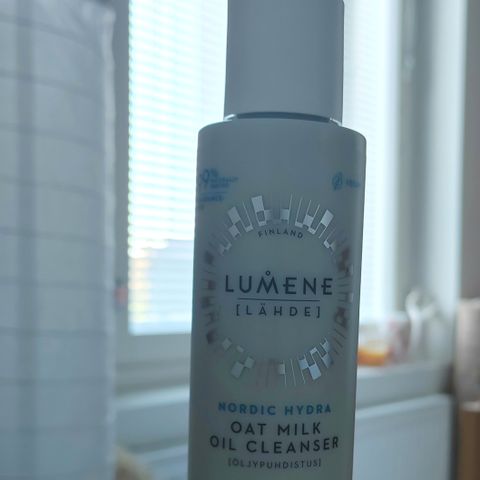 FINLAND
LUMENE
[LÄHDE]
NORDIC HYDRA
OAT MILK
OIL CLEANSER
[ÖLJYPUHDISTUS]